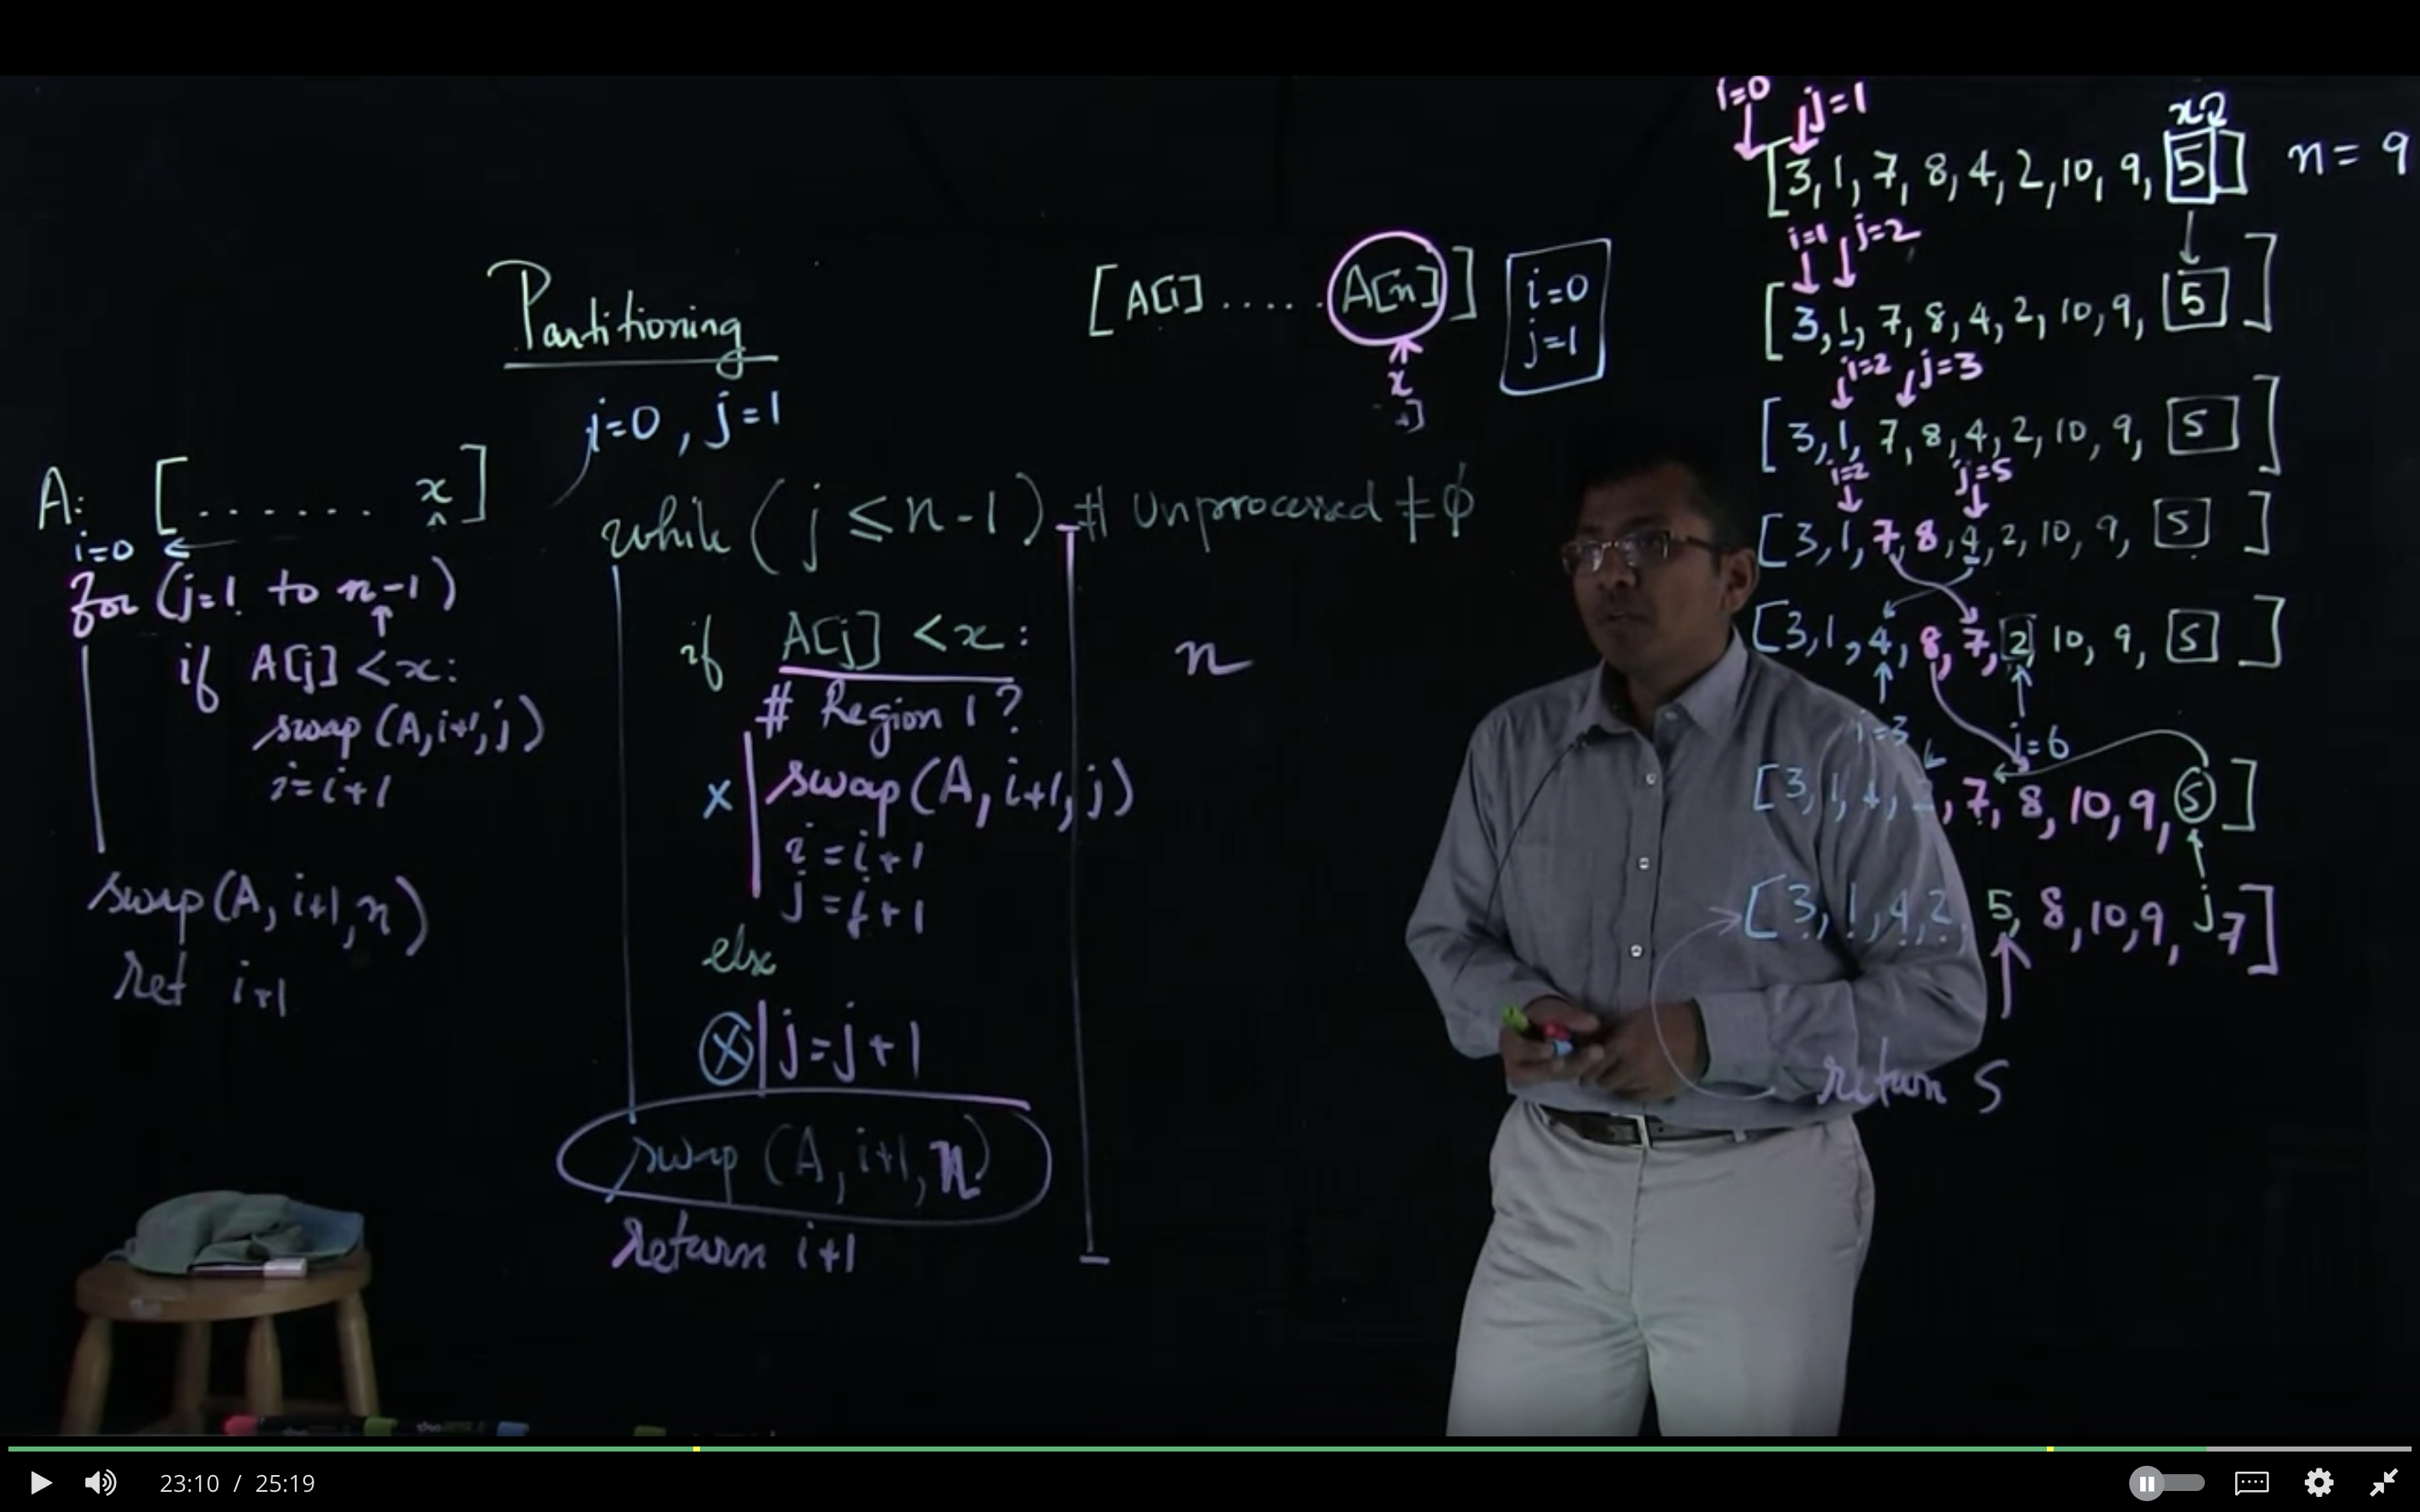 Partitioning
i=0, j=1
A: [....... x]
i=0
for (j=1 to n-1)
if A[j] < x:
swap (A, i+1, j)
i = i+1
swap (A, i+1, n)
ret i+1
while (j ≤ n-1) # Unprocessed ≠ φ
if A[j] < x:
# Region 1?
x swap (A, i+1, j)
i = i+1
j = j+1
else
x j = j+1
swap (A, i+1, n)
return i+1
[A[i] ..... A[n]]
x
i=0
j=1
n
i=0 j=1
[3, 1, 7, 8, 4, 2, 10, 9, 5] n = 9
i=1 j=2
[3, 1, 7, 8, 4, 2, 10, 9, 5]
i=2 j=3
[3, 1, 7, 8, 4, 2, 10, 9, 5]
i=2 j=5
[3, 1, 7, 8, 4, 2, 10, 9, 5]
[3, 1, 4, 8, 7, 2, 10, 9, 5]
i=3 j=6
[3, 1, 4, 7, 8, 10, 9, 5]
j
[3, 1, 4, 2, 5, 8, 10, 9, 7]
return 5
23:10 / 25:19